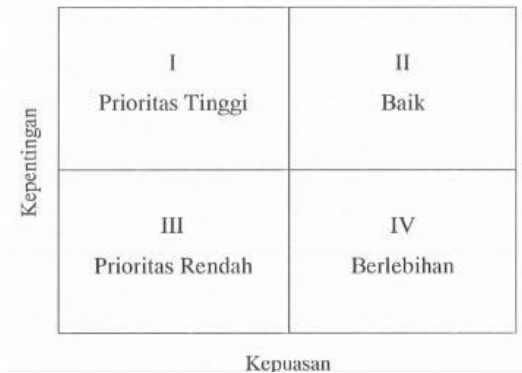 I
Prioritas Tinggi
II
Baik
Kepentingan
III
Prioritas Rendah
IV
Berlebihan
Kepuasan